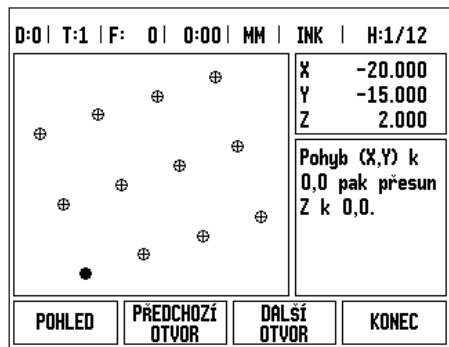 D:0| T:1 |F: 0| 0:00| MM | INK | H:1/12
X -20.000
Y -15.000
Z 2.000
Pohyb (X,Y) k
0,0 pak přesun
Z k 0,0.
POHLED
PŘEDCHOZÍ
OTVOR
DALŠÍ
OTVOR
KONEC